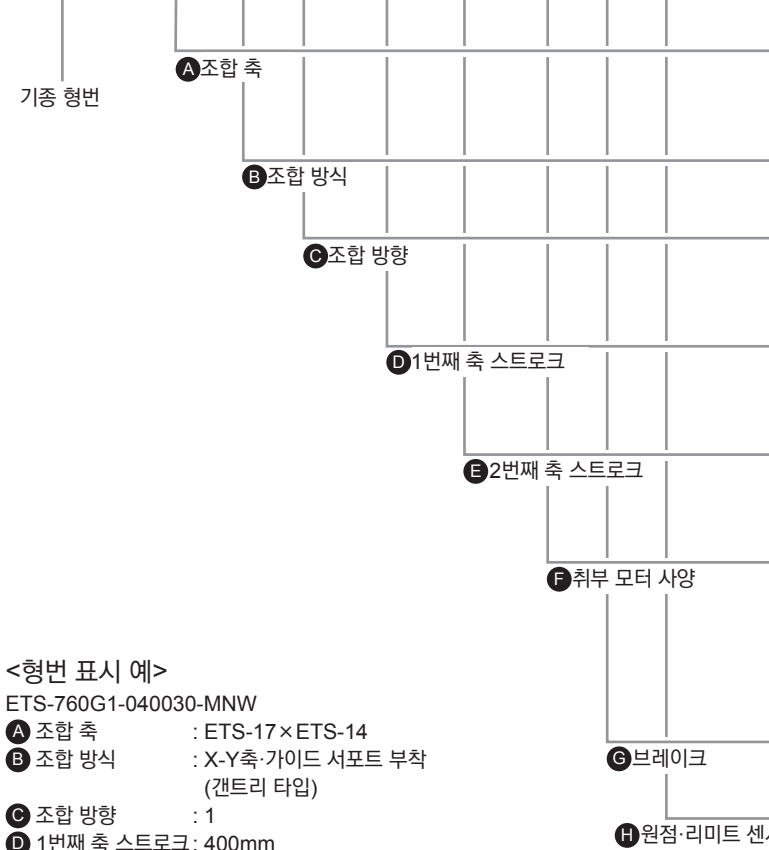 A조합 축
기종 형번
B조합 방식
C조합 방향
D1번째 축 스트로크
E2번째 축 스트로크
F취부 모터 사양
<형번 표시 예>
ETS-760G1-040030-MNW
A 조합 축 : ETS-17×ETS-14
B 조합 방식 : X-Y축·가이드 서포트 부착
(갠트리 타입)
C 조합 방향 : 1
D 1번째 축 스트로크: 400mm
G브레이크
H원점·리미트